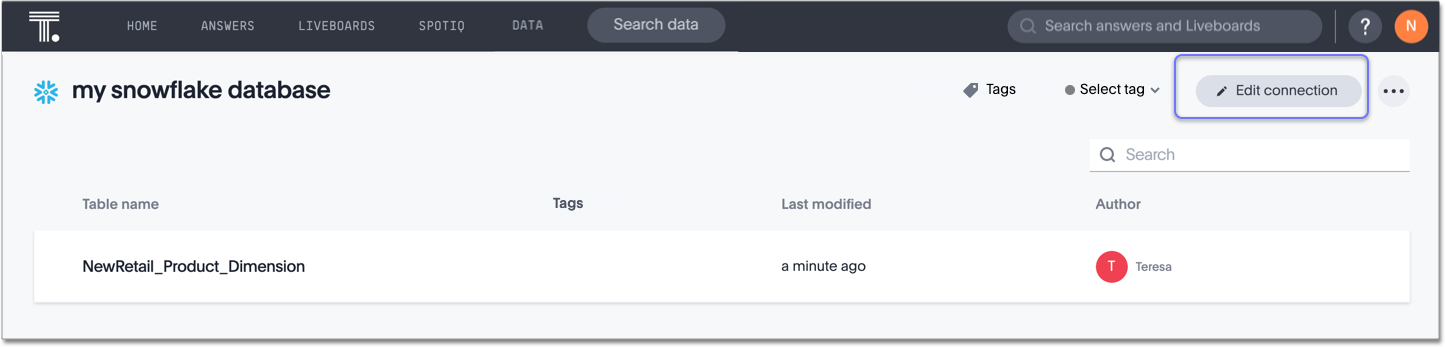 T. HOME ANSWERS LIVEBOARDS SPOTIQ DATA Search data Search answers and Liveboards ? N
my snowflake database Tags Select tag Edit connection
Search
Table name Tags Last modified Author
NewRetail_Product_Dimension a minute ago T Teresa